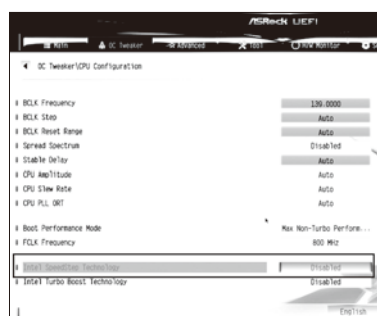 ASRock UEFI
Main OC Tweaker Advanced Tool H/W Monitor
OC Tweaker\CPU Configuration
BCLK Frequency 139.0000
BCLK Step Auto
BCLK Reset Range Auto
Spread Spectrum Disabled
Stable Delay Auto
CPU Amplitude Auto
CPU Slew Rate Auto
CPU PLL ORT Auto
Boot Performance Mode Max Non-Turbo Perform...
FCLK Frequency 800 MHz
Intel SpeedStep Technology Disabled
Intel Turbo Boost Technology Disabled
English